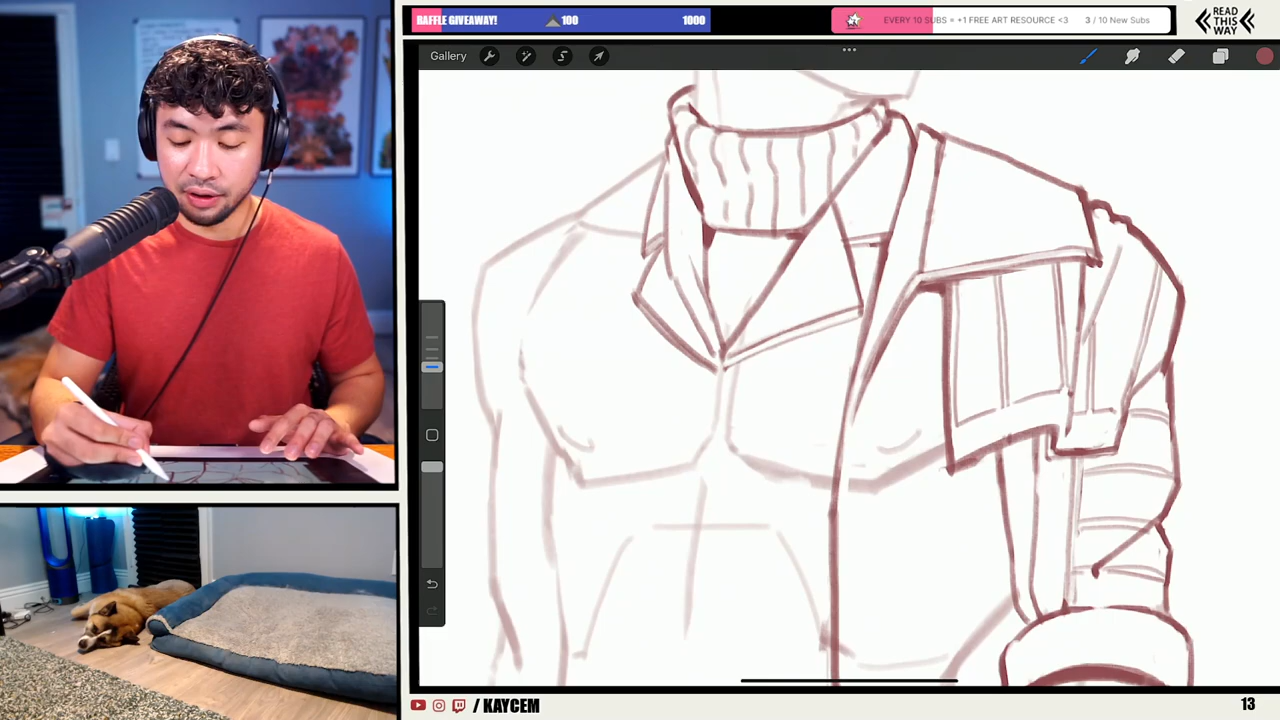 RAFFLE GIVEAWAY!
100
1000
EVERY 10 SUBS = +1 FREE ART RESOURCE <3
3 / 10 New Subs
READ
THIS
WAY
Gallery
/ KAYCEM
13